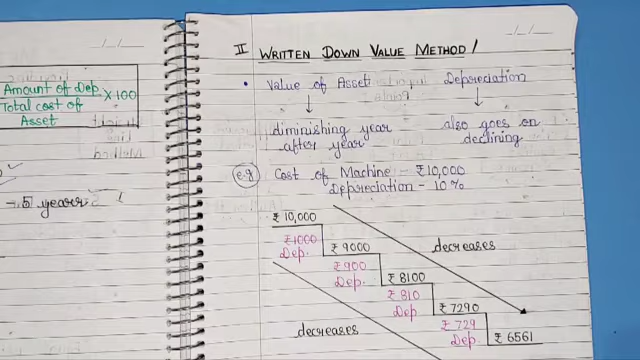 Amount of Dep. × 100
Total cost of
Asset
- 5 years
II WRITTEN DOWN VALUE METHOD /
• Value of Asset , Depreciation
↓ ↓
diminishing year also goes on
after year declining
e.g Cost of Machine - ₹10,000
Depreciation - 10%
₹ 10,000
₹1000 ₹ 9000 decreases
Dep.
₹900 ₹ 8100
Dep.
₹ 810 ₹ 7290
Dep
decreases ₹ 729 ₹ 6561
Dep